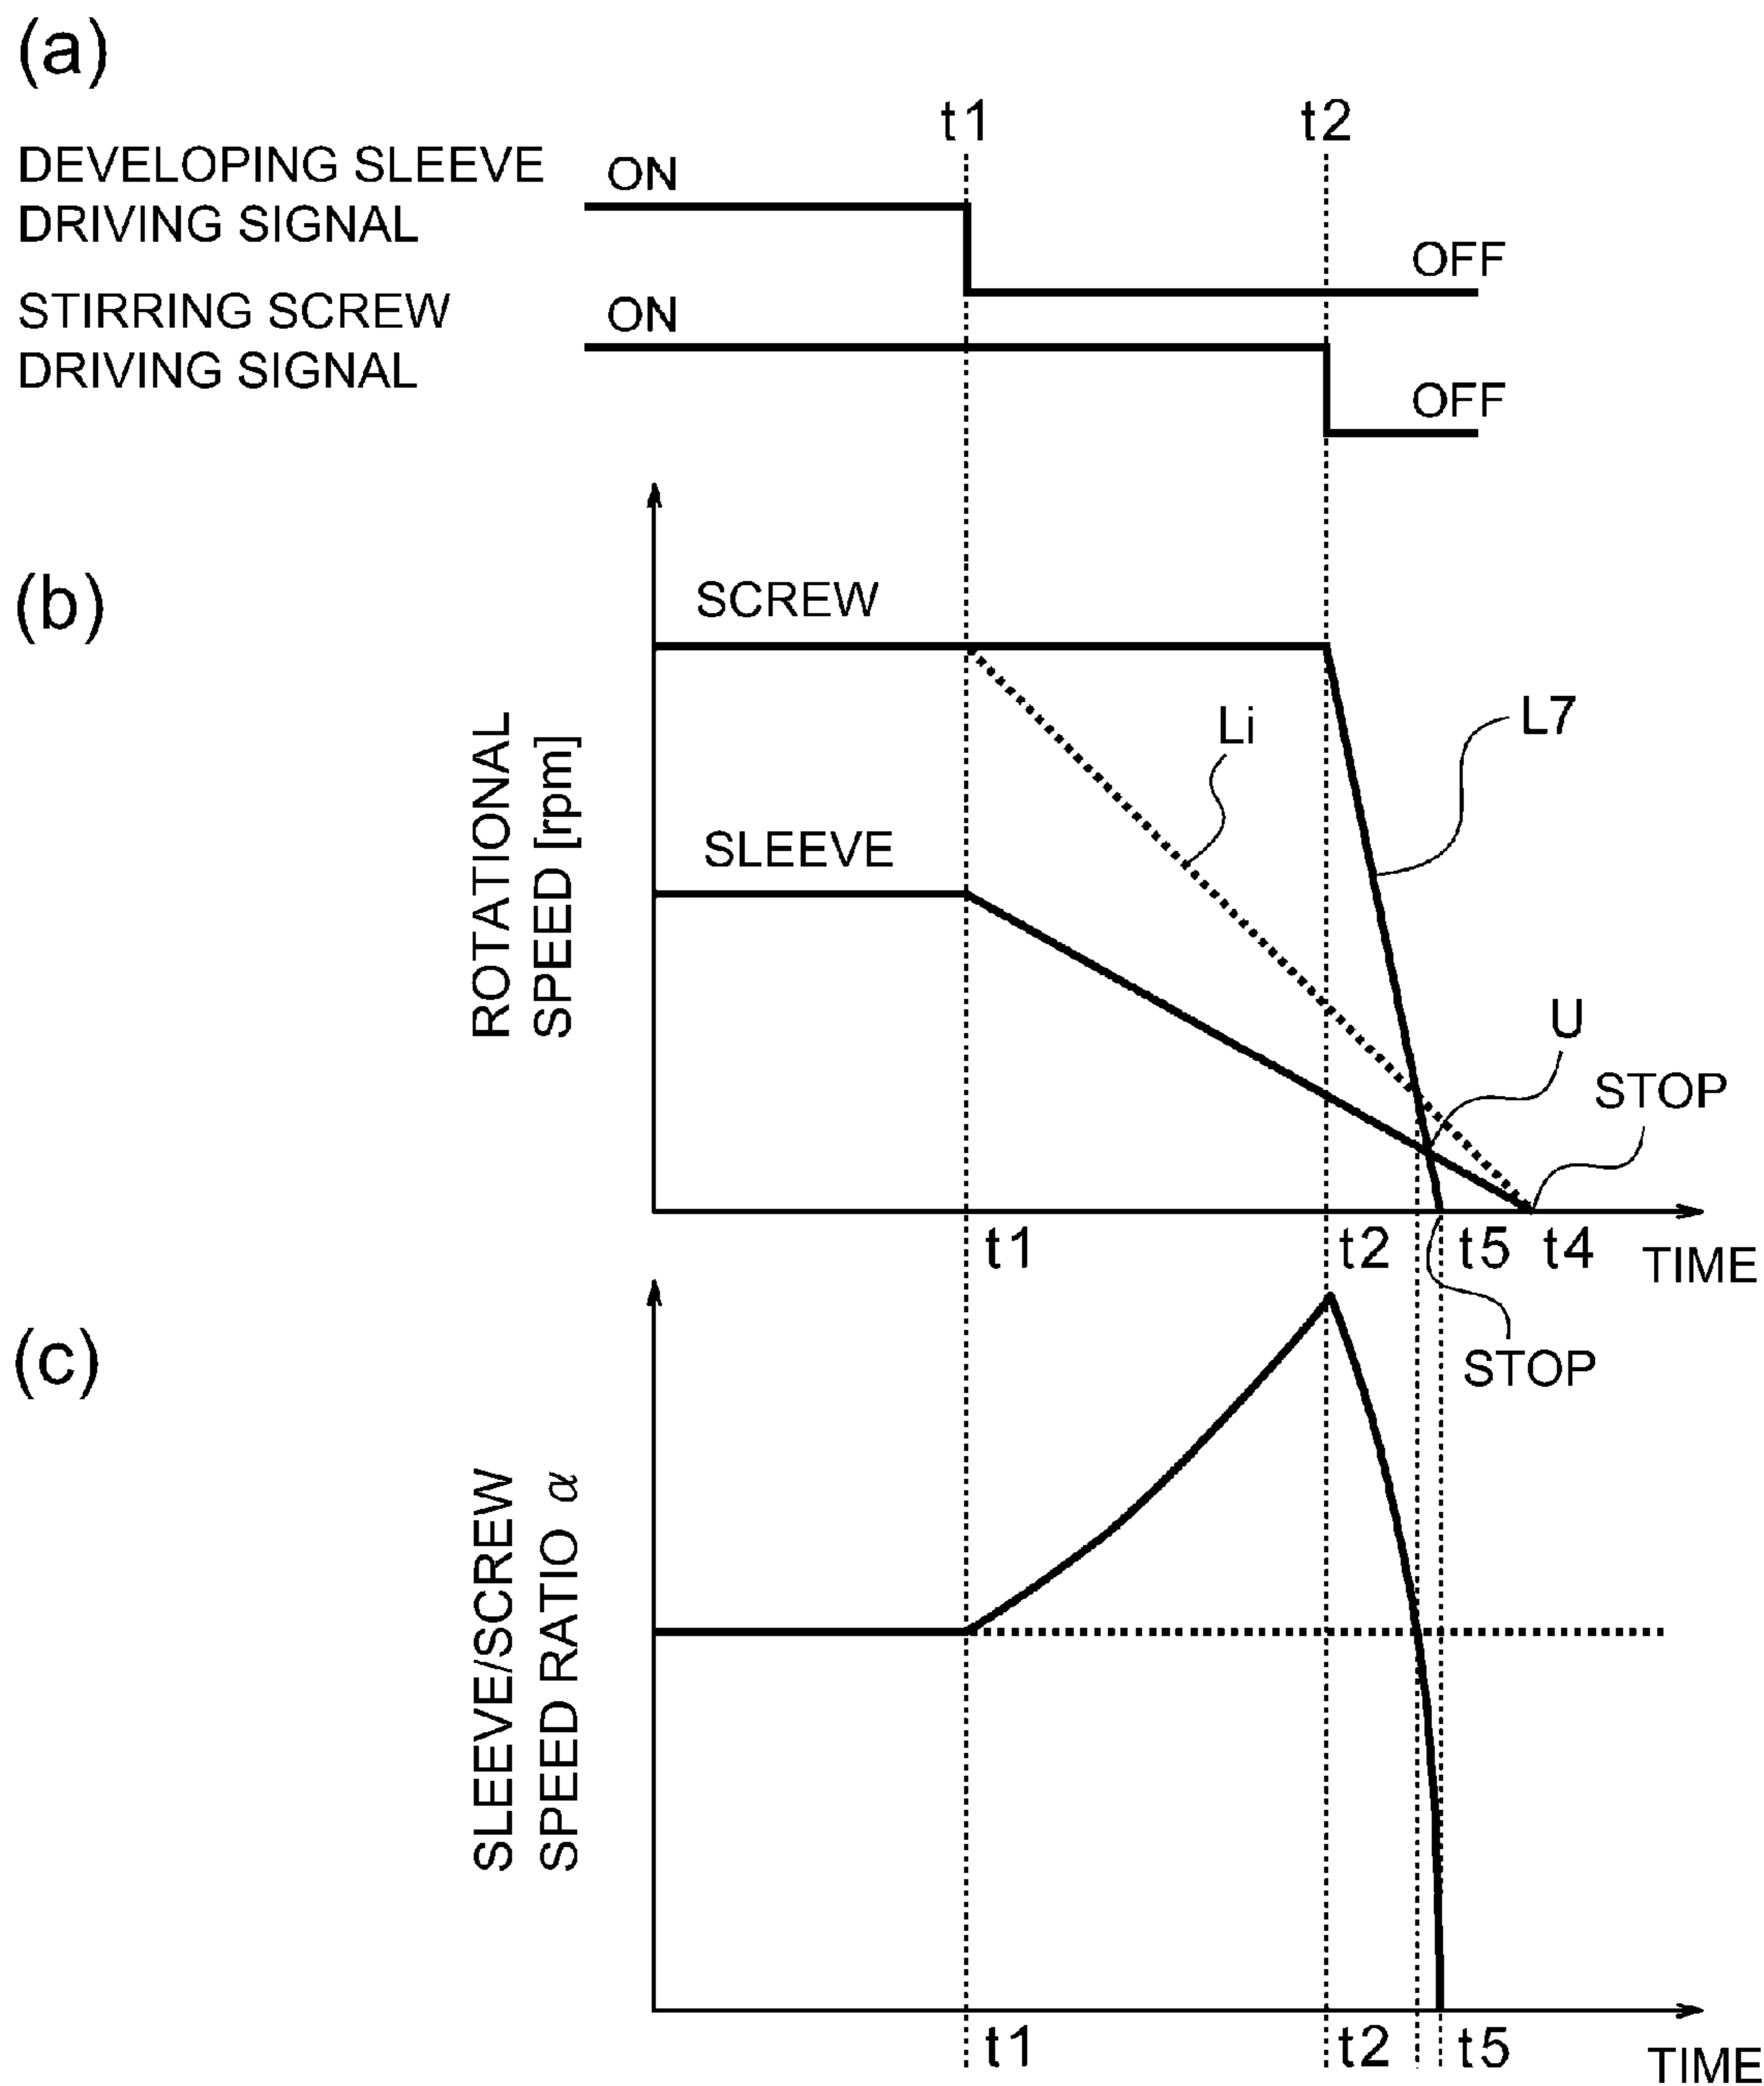 (a)
t1
t2
DEVELOPING SLEEVE
DRIVING SIGNAL
ON
OFF
STIRRING SCREW
DRIVING SIGNAL
ON
OFF
(b)
ROTATIONAL
SPEED [rpm]
SCREW
SLEEVE
Li
L7
U
STOP
t1
t2
t5
t4
TIME
STOP
(c)
SLEEVE/SCREW
SPEED RATIO α
t1
t2
t5
TIME